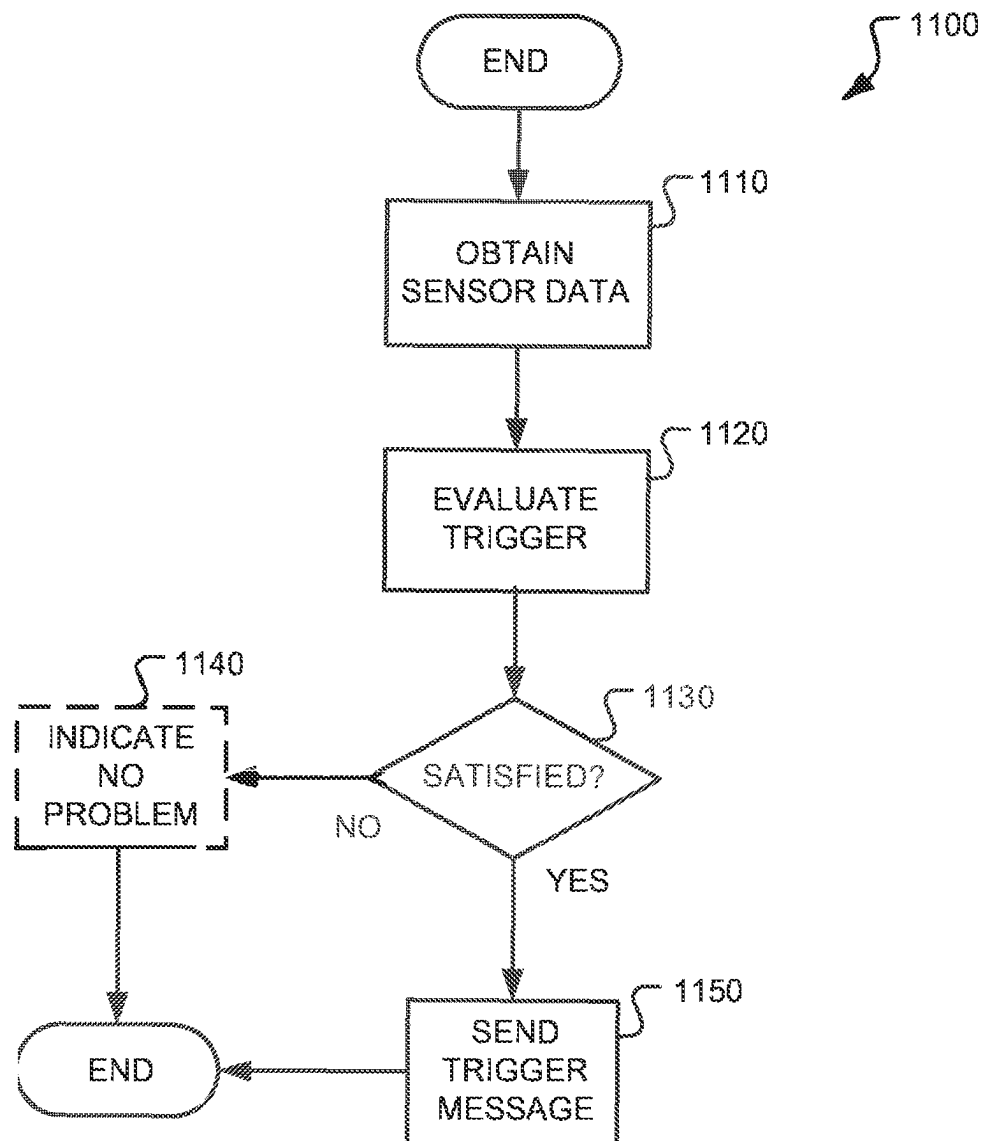 1100
END
1110
OBTAIN
SENSOR DATA
1120
EVALUATE
TRIGGER
1140
INDICATE
NO
PROBLEM
1130
SATISFIED?
NO
YES
1150
SEND
TRIGGER
MESSAGE
END